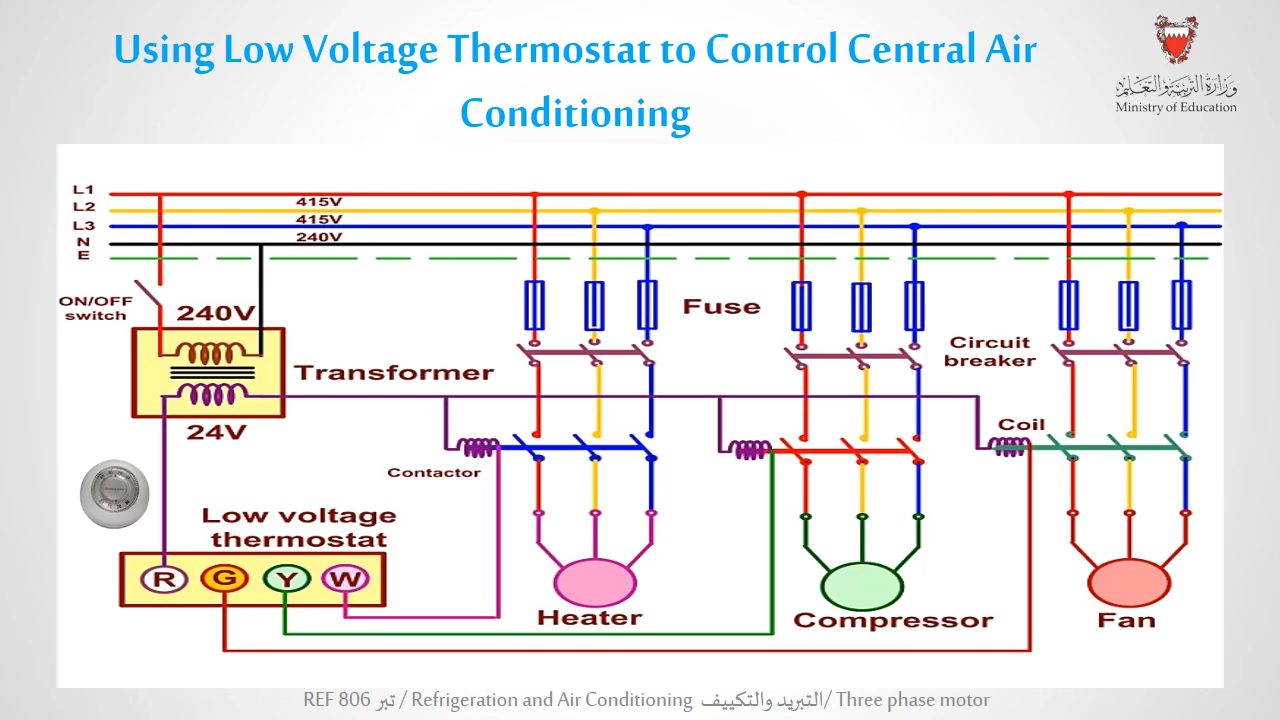 Using Low Voltage Thermostat to Control Central Air
Conditioning
وزارة التربية والتعليم
Ministry of Education
L1
415V
L2
415V
L3
240V
N
E
ON/OFF
switch
240V
Fuse
Circuit
breaker
Transformer
24V
Coil
Contactor
Low voltage
thermostat
R G Y W
Heater
Compressor
Fan
REF 806 تبر / Refrigeration and Air Conditioning التبريد والتكييف/ Three phase motor